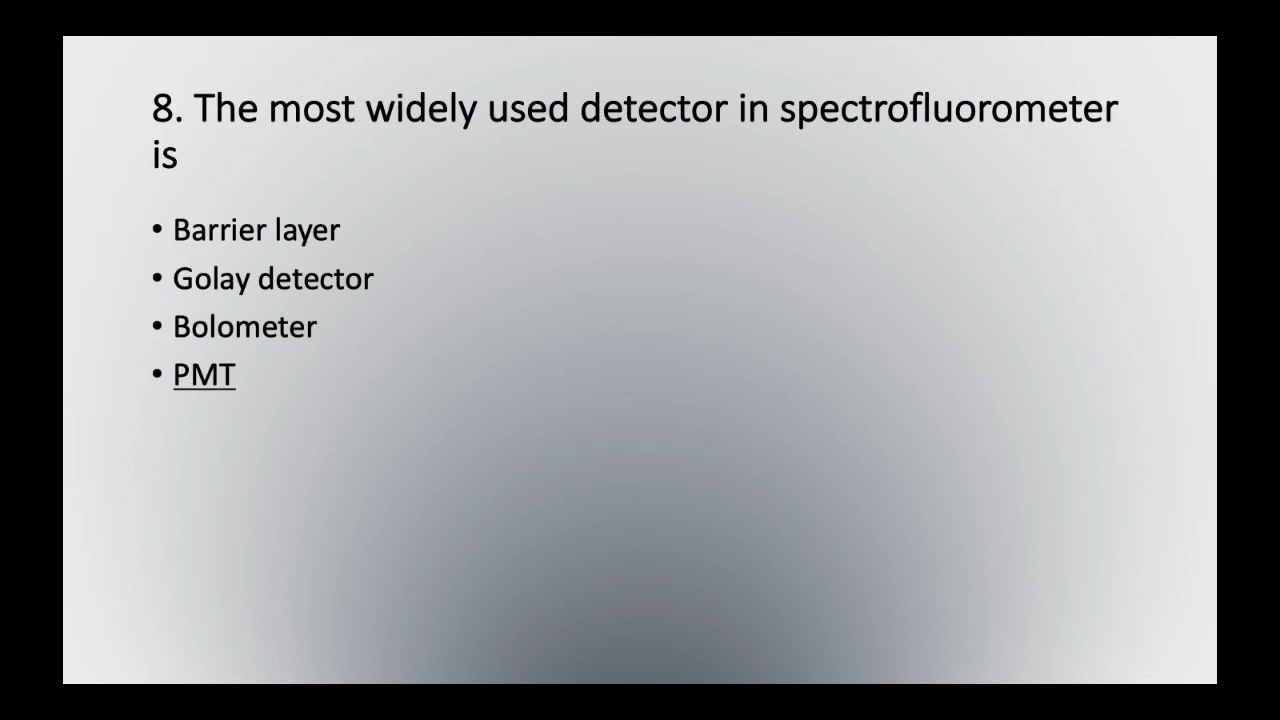 8. The most widely used detector in spectrofluorometer
is
• Barrier layer
• Golay detector
• Bolometer
• PMT